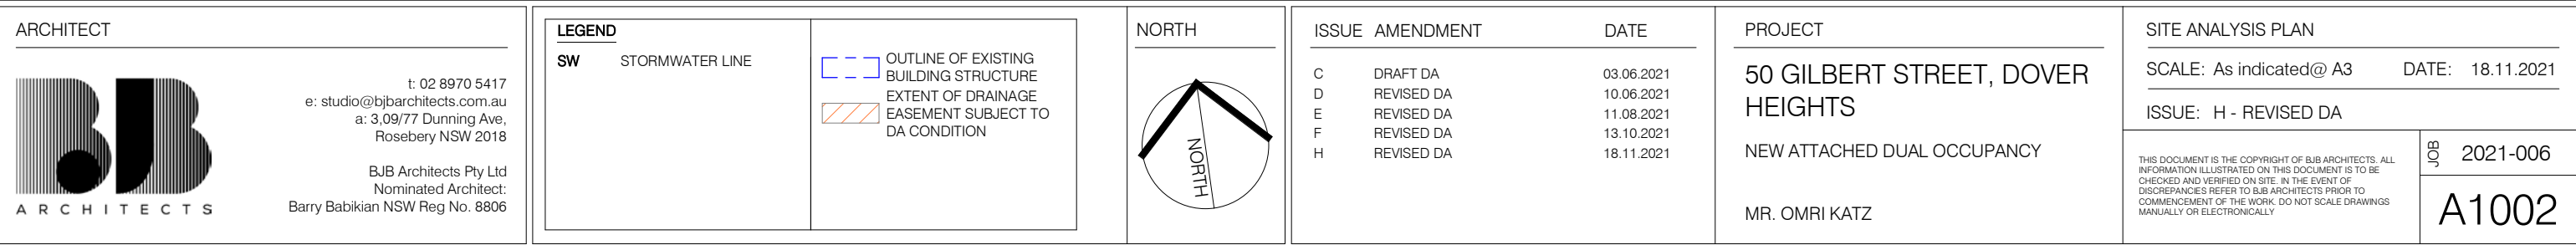 ARCHITECT
BJB
ARCHITECTS
t: 02 8970 5417
e: studio@bjbarchitects.com.au
a: 3,09/77 Dunning Ave,
Rosebery NSW 2018
BJB Architects Pty Ltd
Nominated Architect:
Barry Babikian NSW Reg No. 8806
LEGEND
SW STORMWATER LINE
OUTLINE OF EXISTING
BUILDING STRUCTURE
EXTENT OF DRAINAGE
EASEMENT SUBJECT TO
DA CONDITION
NORTH
NORTH
ISSUE AMENDMENT DATE
C DRAFT DA 03.06.2021
D REVISED DA 10.06.2021
E REVISED DA 11.08.2021
F REVISED DA 13.10.2021
H REVISED DA 18.11.2021
PROJECT
50 GILBERT STREET, DOVER
HEIGHTS
NEW ATTACHED DUAL OCCUPANCY
MR. OMRI KATZ
SITE ANALYSIS PLAN
SCALE: As indicated@ A3 DATE: 18.11.2021
ISSUE: H - REVISED DA
THIS DOCUMENT IS THE COPYRIGHT OF BJB ARCHITECTS. ALL
INFORMATION ILLUSTRATED ON THIS DOCUMENT IS TO BE
CHECKED AND VERIFIED ON SITE. IN THE EVENT OF
DISCREPANCIES REFER TO BJB ARCHITECTS PRIOR TO
COMMENCEMENT OF THE WORK. DO NOT SCALE DRAWINGS
MANUALLY OR ELECTRONICALLY
JOB 2021-006
A1002